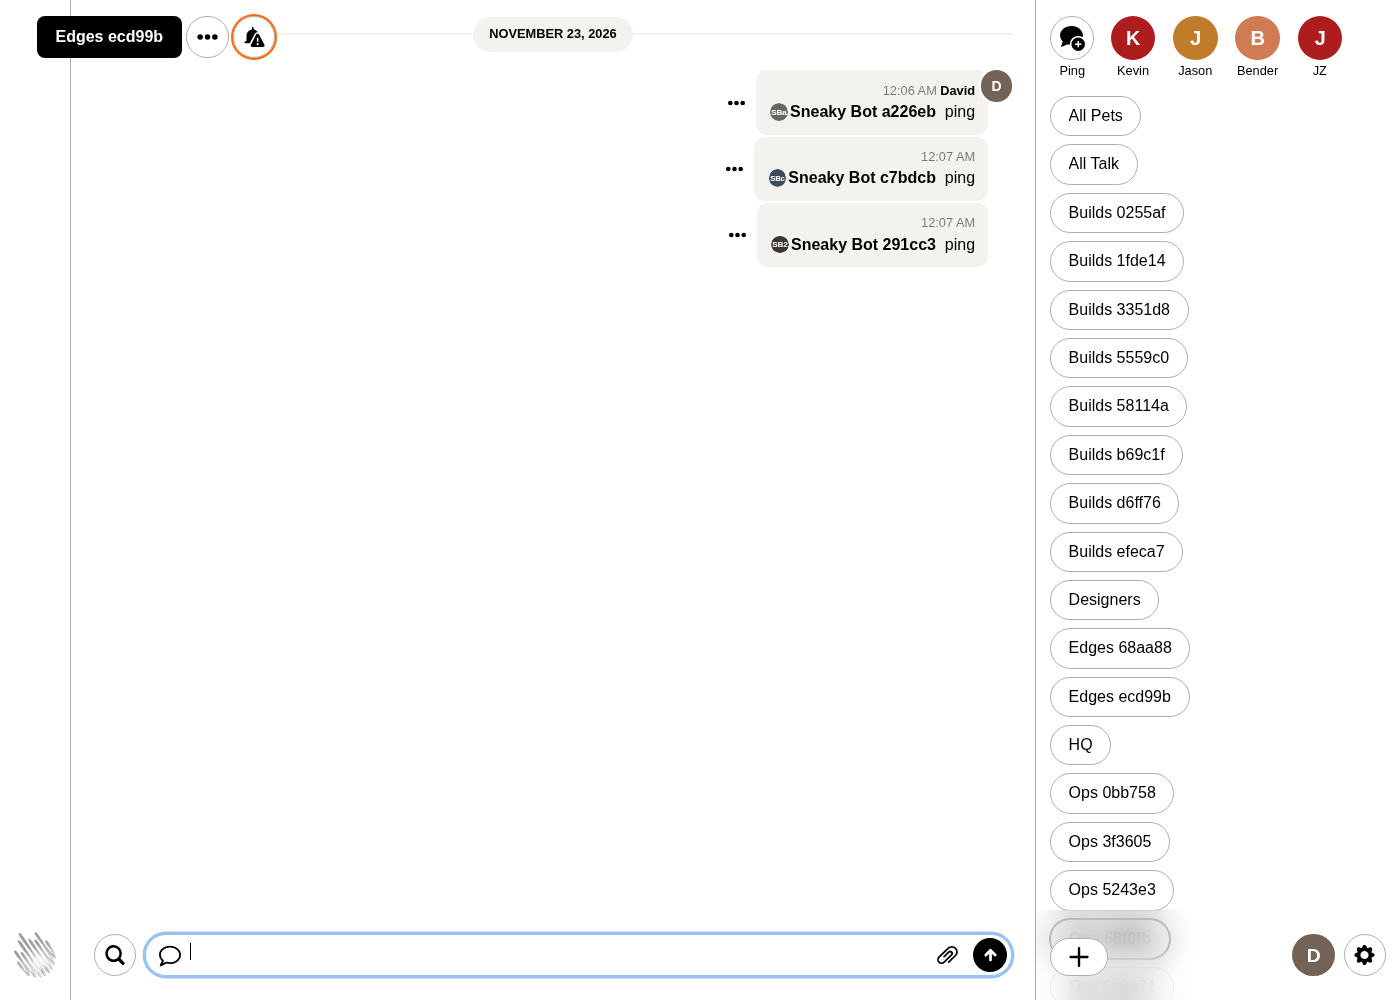 Edges ecd99b
NOVEMBER 23, 2026
12:06 AM David
D
Sneaky Bot a226eb ping
12:07 AM
Sneaky Bot c7bdcb ping
12:07 AM
Sneaky Bot 291cc3 ping
K
J
B
J
Ping
Kevin
Jason
Bender
JZ
All Pets
All Talk
Builds 0255af
Builds 1fde14
Builds 3351d8
Builds 5559c0
Builds 58114a
Builds b69c1f
Builds d6ff76
Builds efeca7
Designers
Edges 68aa88
Edges ecd99b
HQ
Ops 0bb758
Ops 3f3605
Ops 5243e3
D